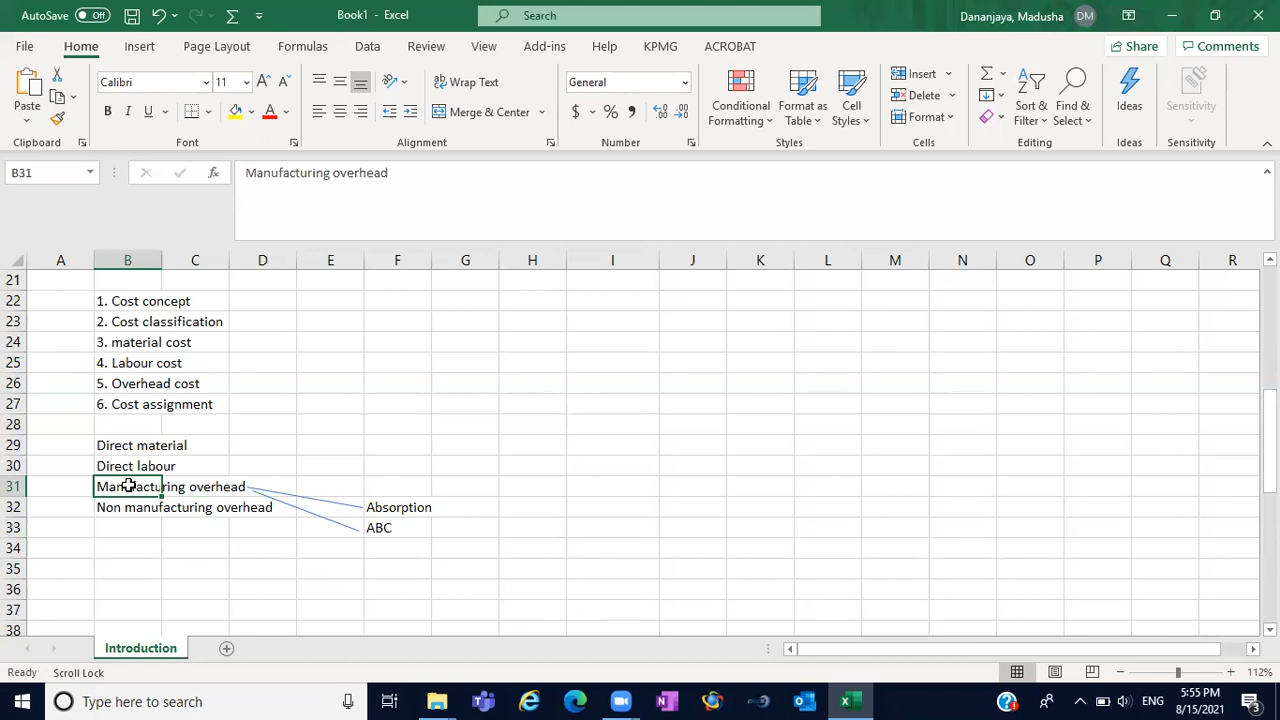 AutoSave Off Book1 - Excel Search Dananjaya, Madusha DM
File Home Insert Page Layout Formulas Data Review View Add-ins Help KPMG ACROBAT Share Comments
Paste Calibri 11 Wrap Text General Conditional Formatting Format as Table Cell Styles Insert Sort & Filter Find & Select Ideas Sensitivity
B I U Merge & Center $ % Delete
Format
Clipboard Font Alignment Number Styles Cells Editing Ideas Sensitivity
B31 fx Manufacturing overhead
A B C D E F G H I J K L M N O P Q R
21
22 1. Cost concept
23 2. Cost classification
24 3. material cost
25 4. Labour cost
26 5. Overhead cost
27 6. Cost assignment
28
29 Direct material
30 Direct labour
31 Manufacturing overhead
32 Non manufacturing overhead Absorption
33 ABC
34
35
36
37
38
Introduction
Ready Scroll Lock 112%
Type here to search ENG 5:55 PM
8/15/2021 3